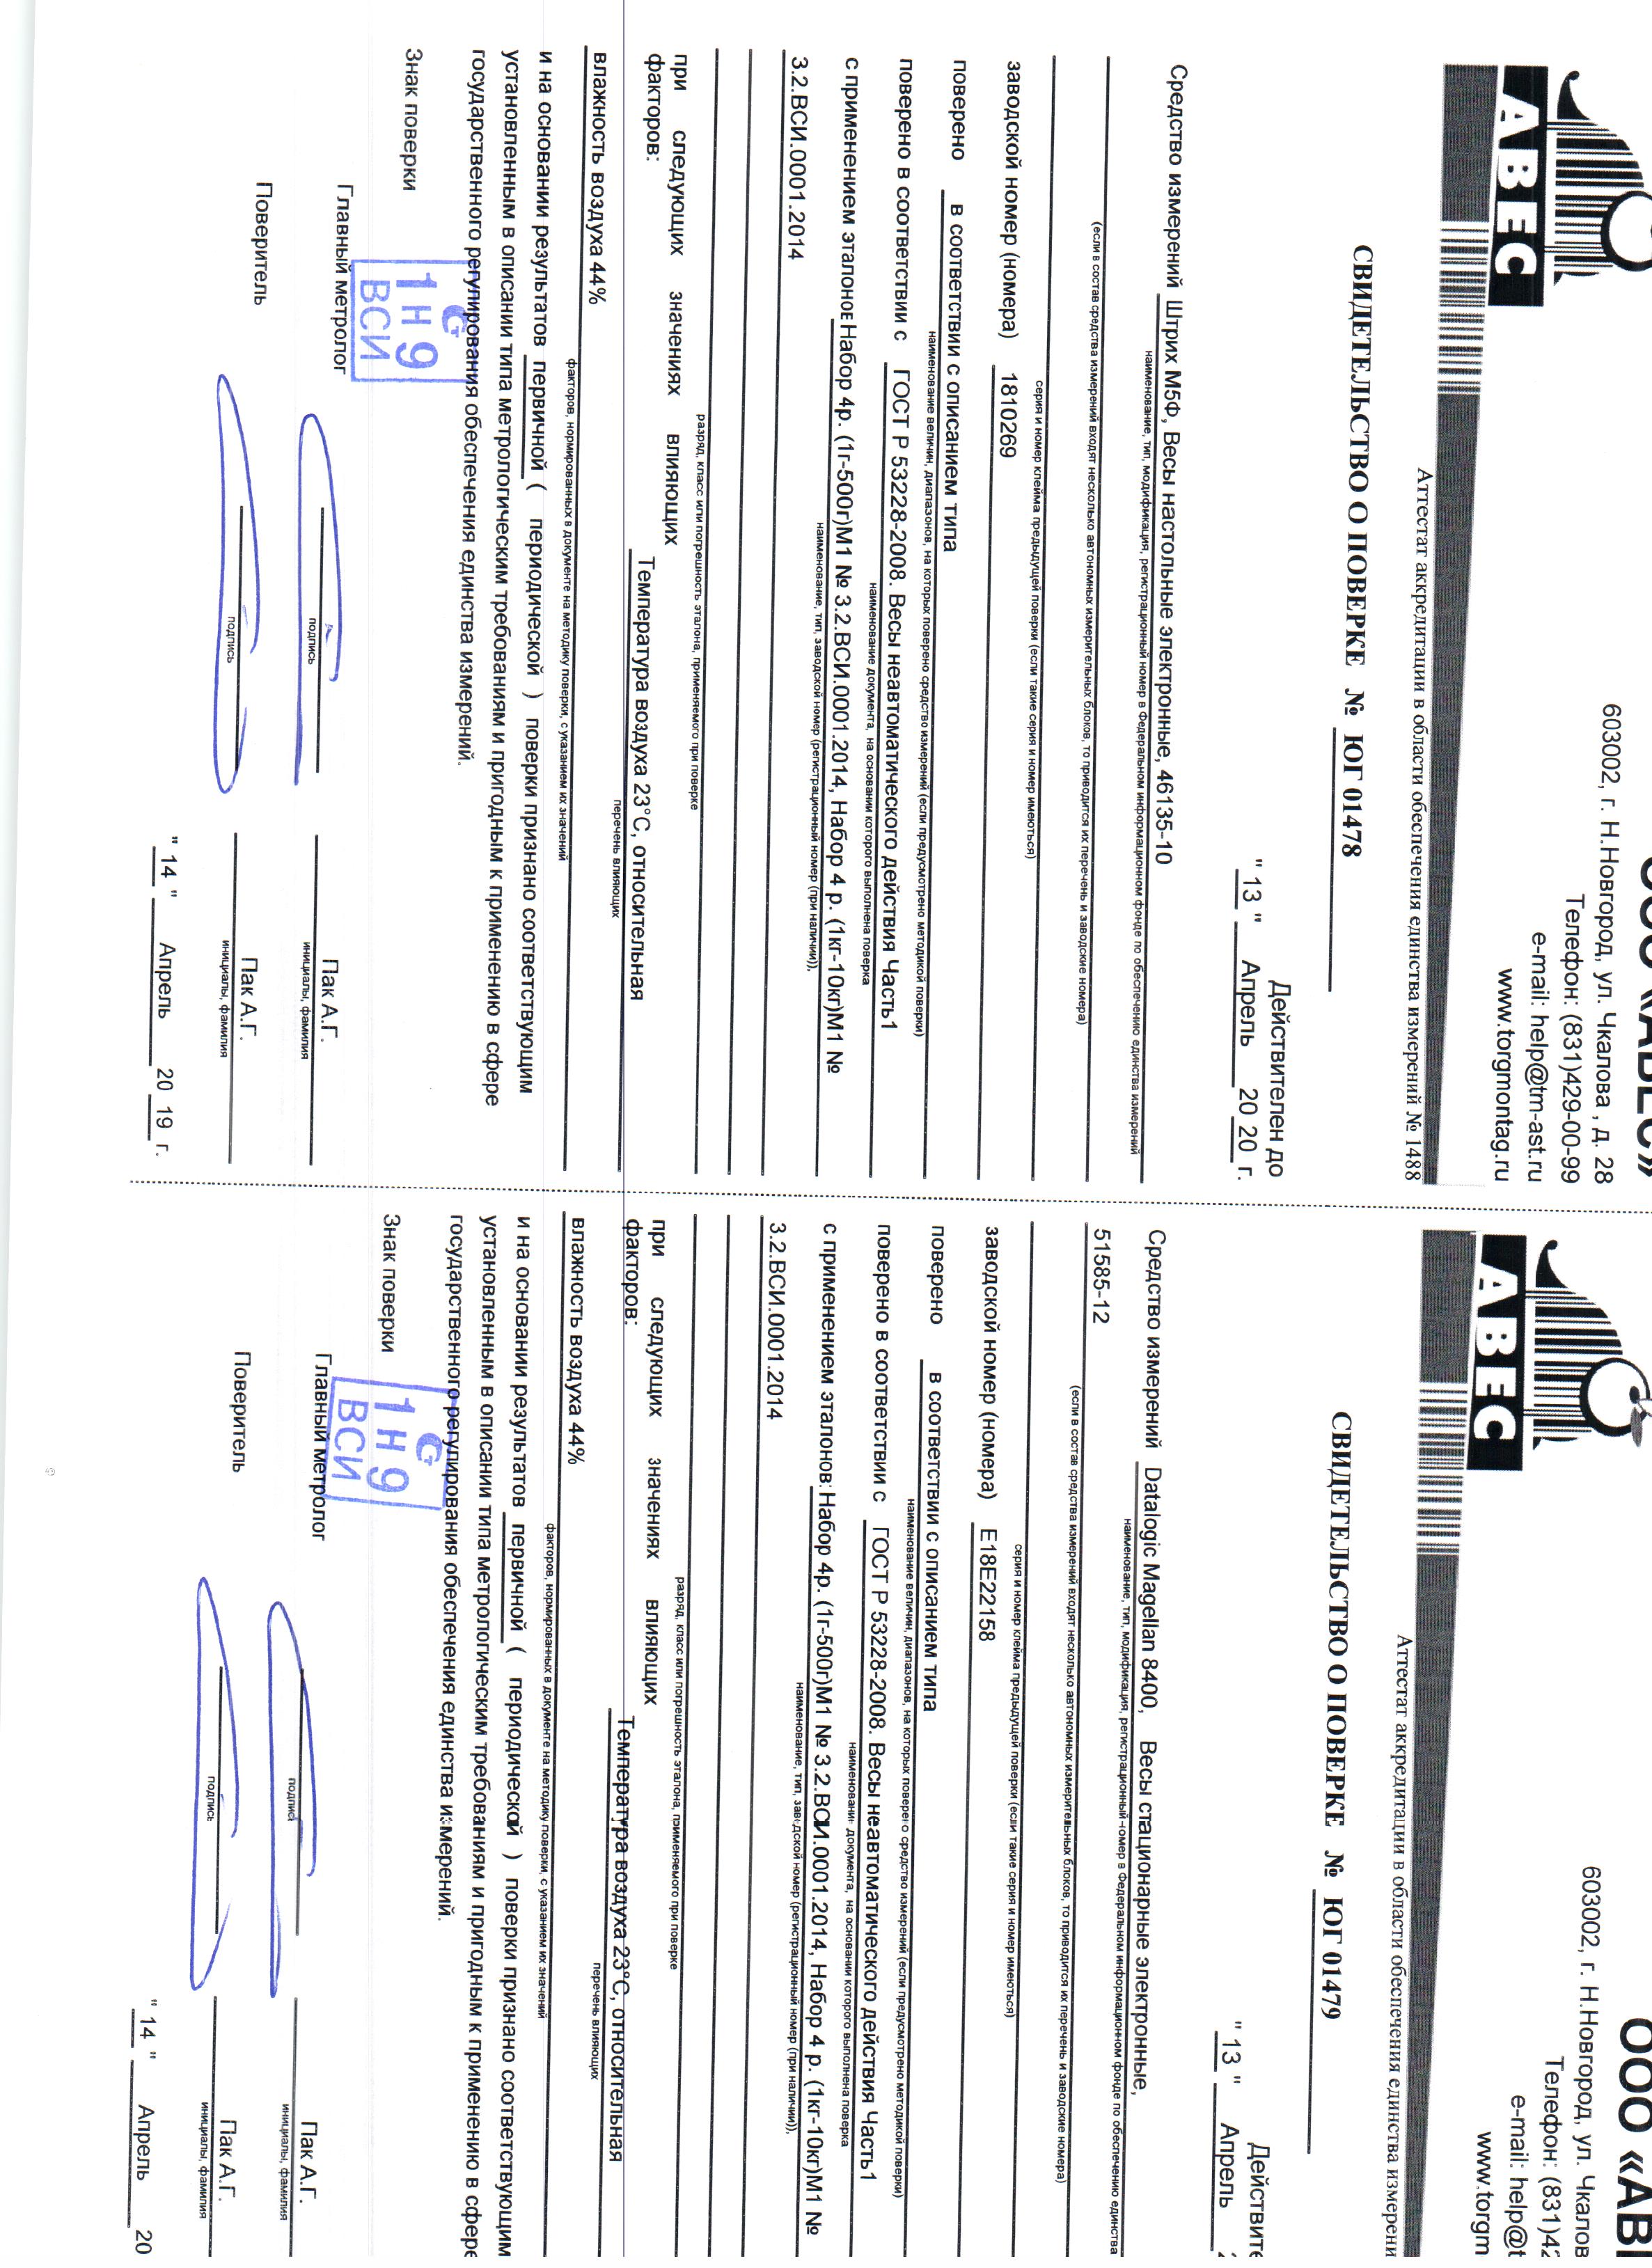 ООО «АВЕС»
603002, г. Н.Новгород, ул. Чкалова , д. 28
Телефон: (831)429-00-99
e-mail: help@tm-ast.ru
www.torgmontag.ru
АВЕС
Аттестат аккредитации в области обеспечения единства измерений № 1488
СВИДЕТЕЛЬСТВО О ПОВЕРКЕ № ЮГ 01478
Действителен до
" 13 " Апрель 20 20 г.
Средство измерений Штрих М5Ф, Весы настольные электронные, 46135-10
наименование, тип, модификация, регистрационный номер в Федеральном информационном фонде по обеспечению единства измерений
(если в состав средства измерений входят несколько автономных измерительных блоков, то приводится их перечень и заводские номера)
серия и номер клейма предыдущей поверки (если такие серия и номер имеються)
заводской номер (номера) 1810269
поверено в соответствии с описанием типа
наименование величин, диапазонов, на которых поверено средство измерений (если предусмотрено методикой поверки)
поверено в соответствии с ГОСТ Р 53228-2008. Весы неавтоматического действия Часть1
наименование документа, на основании которого выполнена поверка
с применением эталонов Набор 4р. (1г-500г)М1 № 3.2.ВСИ.0001.2014, Набор 4 р. (1кг-10кг)М1 №
наименование, тип, заводской номер (регистрационный номер (при наличии)),
3.2.ВСИ.0001.2014
разряд, класс или погрешность эталона, применяемого при поверке
при следующих значениях влияющих
факторов:
Температура воздуха 23°С, относительная
перечень влияющих
влажность воздуха 44%
факторов, нормированных в документе на методику поверки, с указанием их значений
и на основании результатов первичной ( периодической ) поверки признано соответствующим
установленным в описании типа метрологическим требованиям и пригодным к применению в сфере
государственного регулирования обеспечения единства измерений.
Знак поверки
1 Н 9
ВСИ
Главный метролог
подпись
Пак А.Г.
инициалы, фамилия
Поверитель
подпись
Пак А.Г.
инициалы, фамилия
" 14 " Апрель 20 19 г.
ООО «АВЕ
603002, г. Н.Новгород, ул. Чкалов
Телефон: (831)42
e-mail: help@t
www.torgm
АВЕС
Аттестат аккредитации в области обеспечения единства измерени
СВИДЕТЕЛЬСТВО О ПОВЕРКЕ № ЮГ 01479
Действите
" 13 " Апрель 2
Средство измерений Datalogic Magellan 8400, Весы стационарные электронные,
наименование, тип, модификация, регистрационный номер в Федеральном информационном фонде по обеспечению единства
51585-12
(если в состав средства измерений входят несколько автономных измерительных блоков, то приводится их перечень и заводские номера)
серия и номер клейма предыдущей поверки (если такие серия и номер имеються)
заводской номер (номера) E18E22158
поверено в соответствии с описанием типа
наименование величин, диапазонов, на которых поверено средство измерений (если предусмотрено методикой поверки)
поверено в соответствии с ГОСТ Р 53228-2008. Весы неавтоматического действия Часть1
наименование документа, на основании которого выполнена поверка
с применением эталонов: Набор 4р. (1г-500г)М1 № 3.2.ВСИ.0001.2014, Набор 4 р. (1кг-10кг)М1 №
наименование, тип, заводской номер (регистрационный номер (при наличии)),
3.2.ВСИ.0001.2014
разряд, класс или погрешность эталона, применяемого при поверке
при следующих значениях влияющих
факторов:
Температура воздуха 23°С, относительная
перечень влияющих
влажность воздуха 44%
факторов, нормированных в документе на методику поверки, с указанием их значений
и на основании результатов первичной ( периодической ) поверки признано соответствующим
установленным в описании типа метрологическим требованиям и пригодным к применению в сфере
государственного регулирования обеспечения единства измерений.
Знак поверки
1 Н 9
ВСИ
Главный метролог
подпись
Пак А.Г.
инициалы, фамилия
Поверитель
подпись
Пак А.Г.
инициалы, фамилия
" 14 " Апрель 20